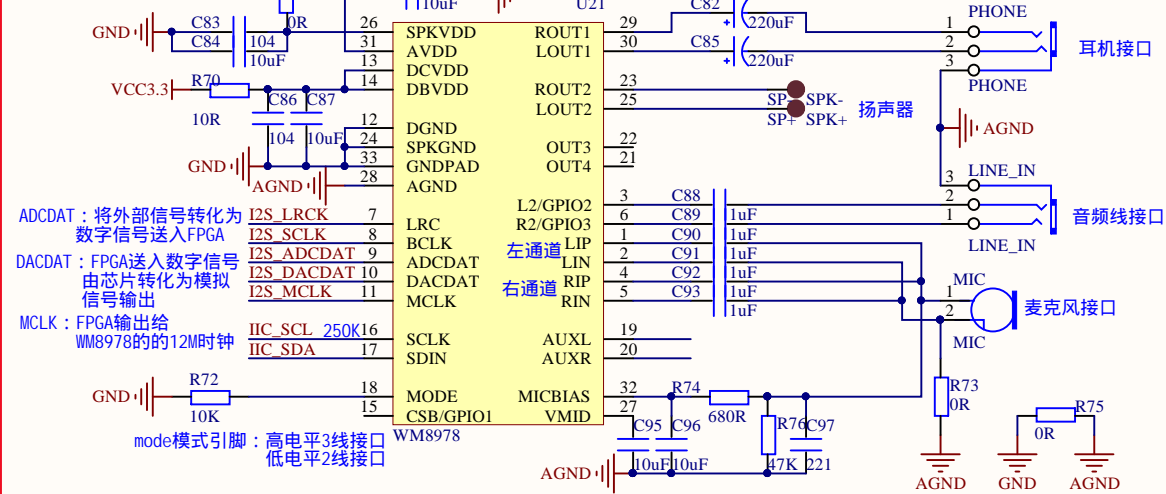 10uF
U21
C82
PHONE
GND
C83
0R
26
SPKVDD
ROUT1
29
220uF
1
C84
104
31
AVDD
LOUT1
30
C85
2
耳机接口
10uF
13
DCVDD
220uF
3
VCC3.3
R70
14
DBVDD
ROUT2
23
PHONE
C86
C87
SP-
SPK-
10R
LOUT2
25
SP+
SPK+
扬声器
104
10uF
12
DGND
AGND
24
SPKGND
OUT3
22
GND
33
GNDPAD
OUT4
21
AGND
28
AGND
LINE_IN
3
ADCDAT：将外部信号转化为
数字信号送入FPGA
I2S_LRCK
7
LRC
L2/GPIO2
3
C88
1uF
2
音频线接口
I2S_SCLK
8
BCLK
R2/GPIO3
6
C89
1uF
1
I2S_ADCDAT
9
ADCDAT
左通道
LIP
1
C90
1uF
LINE_IN
DACDAT：FPGA送入数字信号
由芯片转化为模拟
信号输出
I2S_DACDAT
10
DACDAT
LIN
2
C91
1uF
I2S_MCLK
11
MCLK
右通道
RIP
4
C92
1uF
MIC
RIN
5
C93
1uF
1
麦克风接口
MCLK：FPGA输出给
WM8978的的12M时钟
2
IIC_SCL
250K
16
SCLK
AUXL
19
MIC
IIC_SDA
17
SDIN
AUXR
20
GND
R72
10K
18
MODE
MICBIAS
32
R74
680R
R73
0R
15
CSB/GPIO1
VMID
27
R75
0R
WM8978
C95
C96
R76
C97
mode模式引脚：高电平3线接口
低电平2线接口
AGND
10uF
10uF
47K
221
AGND
GND
AGND